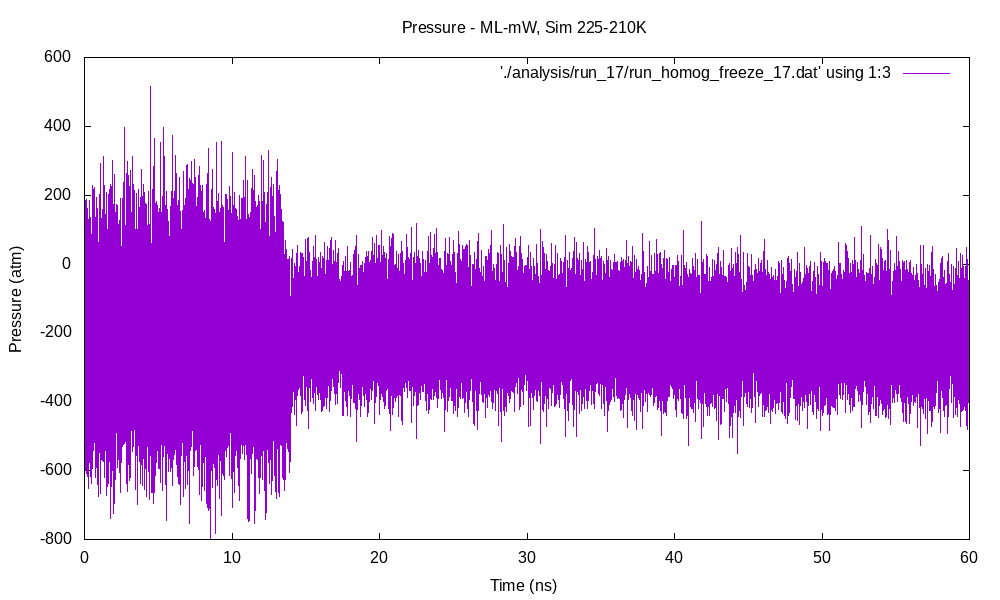 Pressure - ML-mW, Sim 225-210K
'./analysis/run_17/run_homog_freeze_17.dat' using 1:3
600
400
200
0
-200
-400
-600
-800
Pressure (atm)
0 10 20 30 40 50 60
Time (ns)